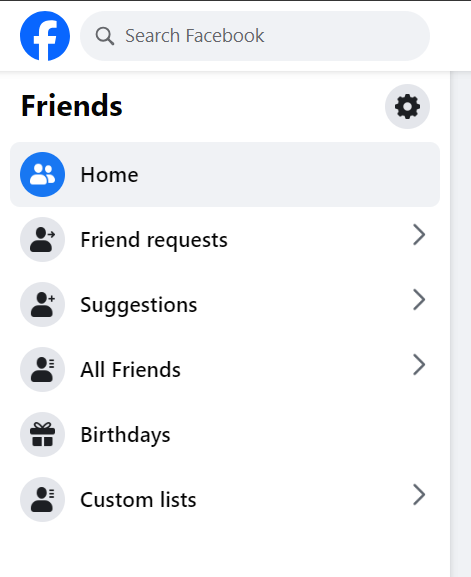 Search Facebook
Friends
Home
Friend requests
Suggestions
All Friends
Birthdays
Custom lists